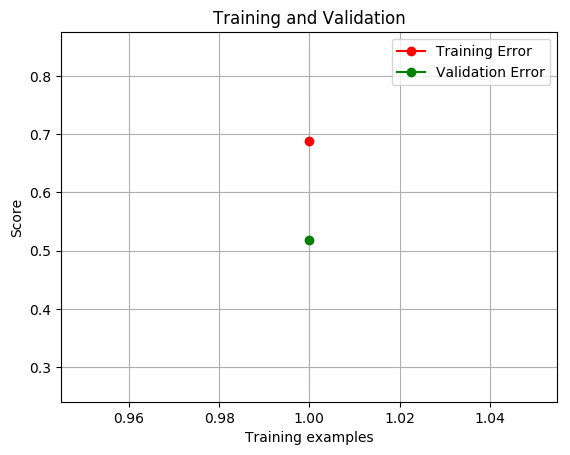 Training and Validation
Training Error
Validation Error
Score
0.8
0.7
0.6
0.5
0.4
0.3
0.96
0.98
1.00
1.02
1.04
Training examples